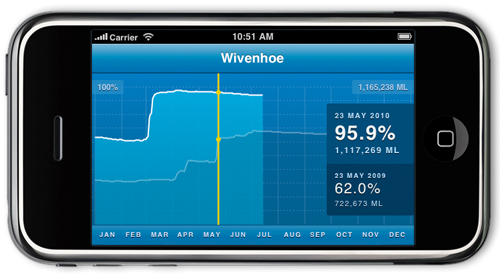 Carrier 10:51 AM
Wivenhoe
100% 1,165,238 ML
23 MAY 2010
95.9%
1,117,269 ML
23 MAY 2009
62.0%
722,673 ML
JAN FEB MAR APR MAY JUN JUL AUG SEP OCT NOV DEC